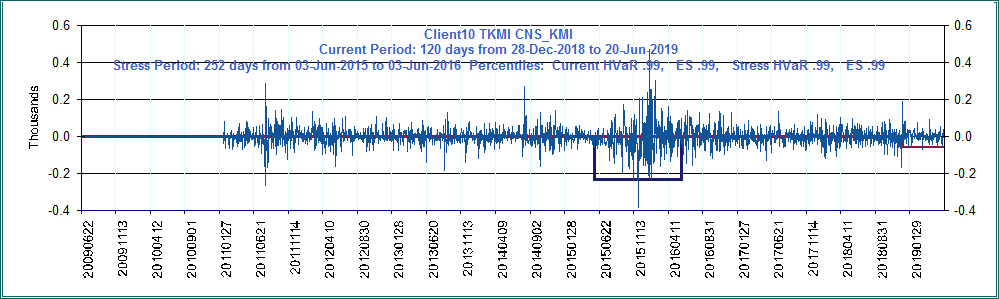 Client10 TKMI CNS_KMI
Current Period: 120 days from 28-Dec-2018 to 20-Jun-2019
Stress Period: 252 days from 03-Jun-2015 to 03-Jun-2016 Percentiles: Current HVaR .99, ES .99, Stress HVaR .99, ES .99
Thousands
0.6 0.6
0.4 0.4
0.2 0.2
0.0 0.0
-0.2 -0.2
-0.4 -0.4
20090622 20091113 20100412 20100901 20110127 20110621 20111114 20120410 20120830 20130128 20130620 20131113 20140409 20140902 20150128 20150622 20151113 20160411 20160831 20170127 20170621 20171114 20180411 20180831 20190129